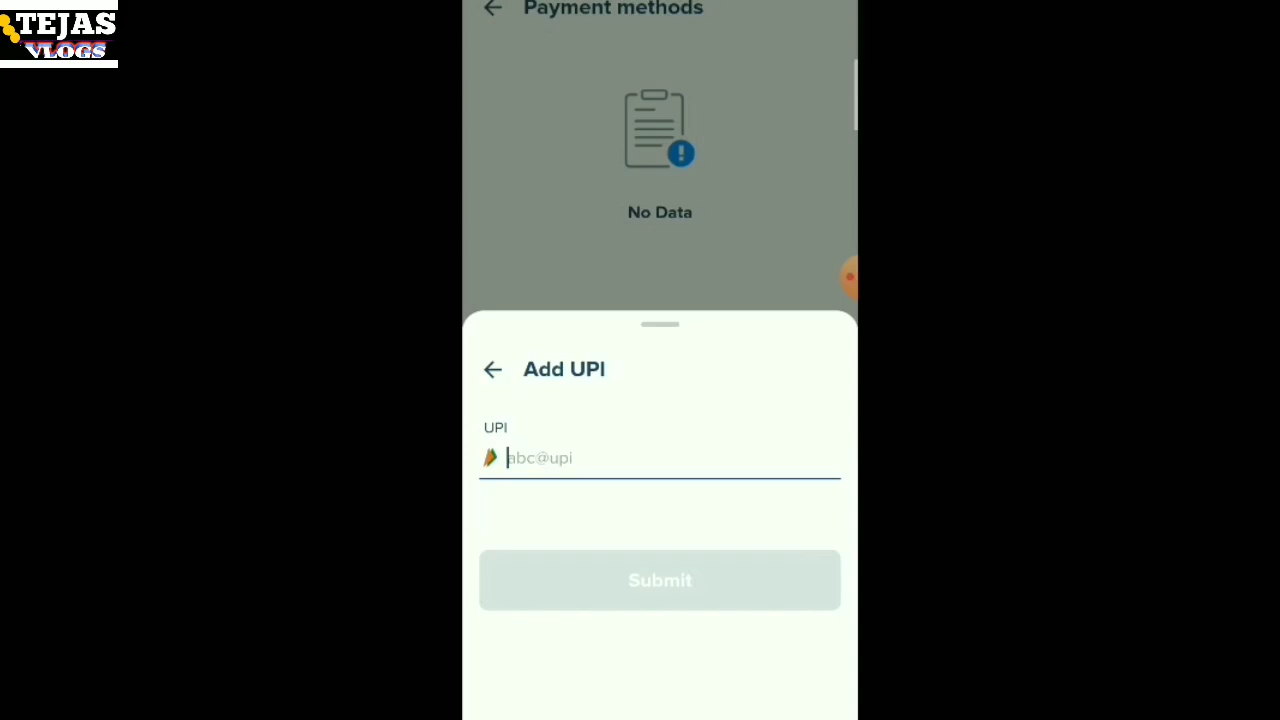 TEJAS
VLOGS
Payment methods
No Data
Add UPI
UPI
abc@upi
Submit